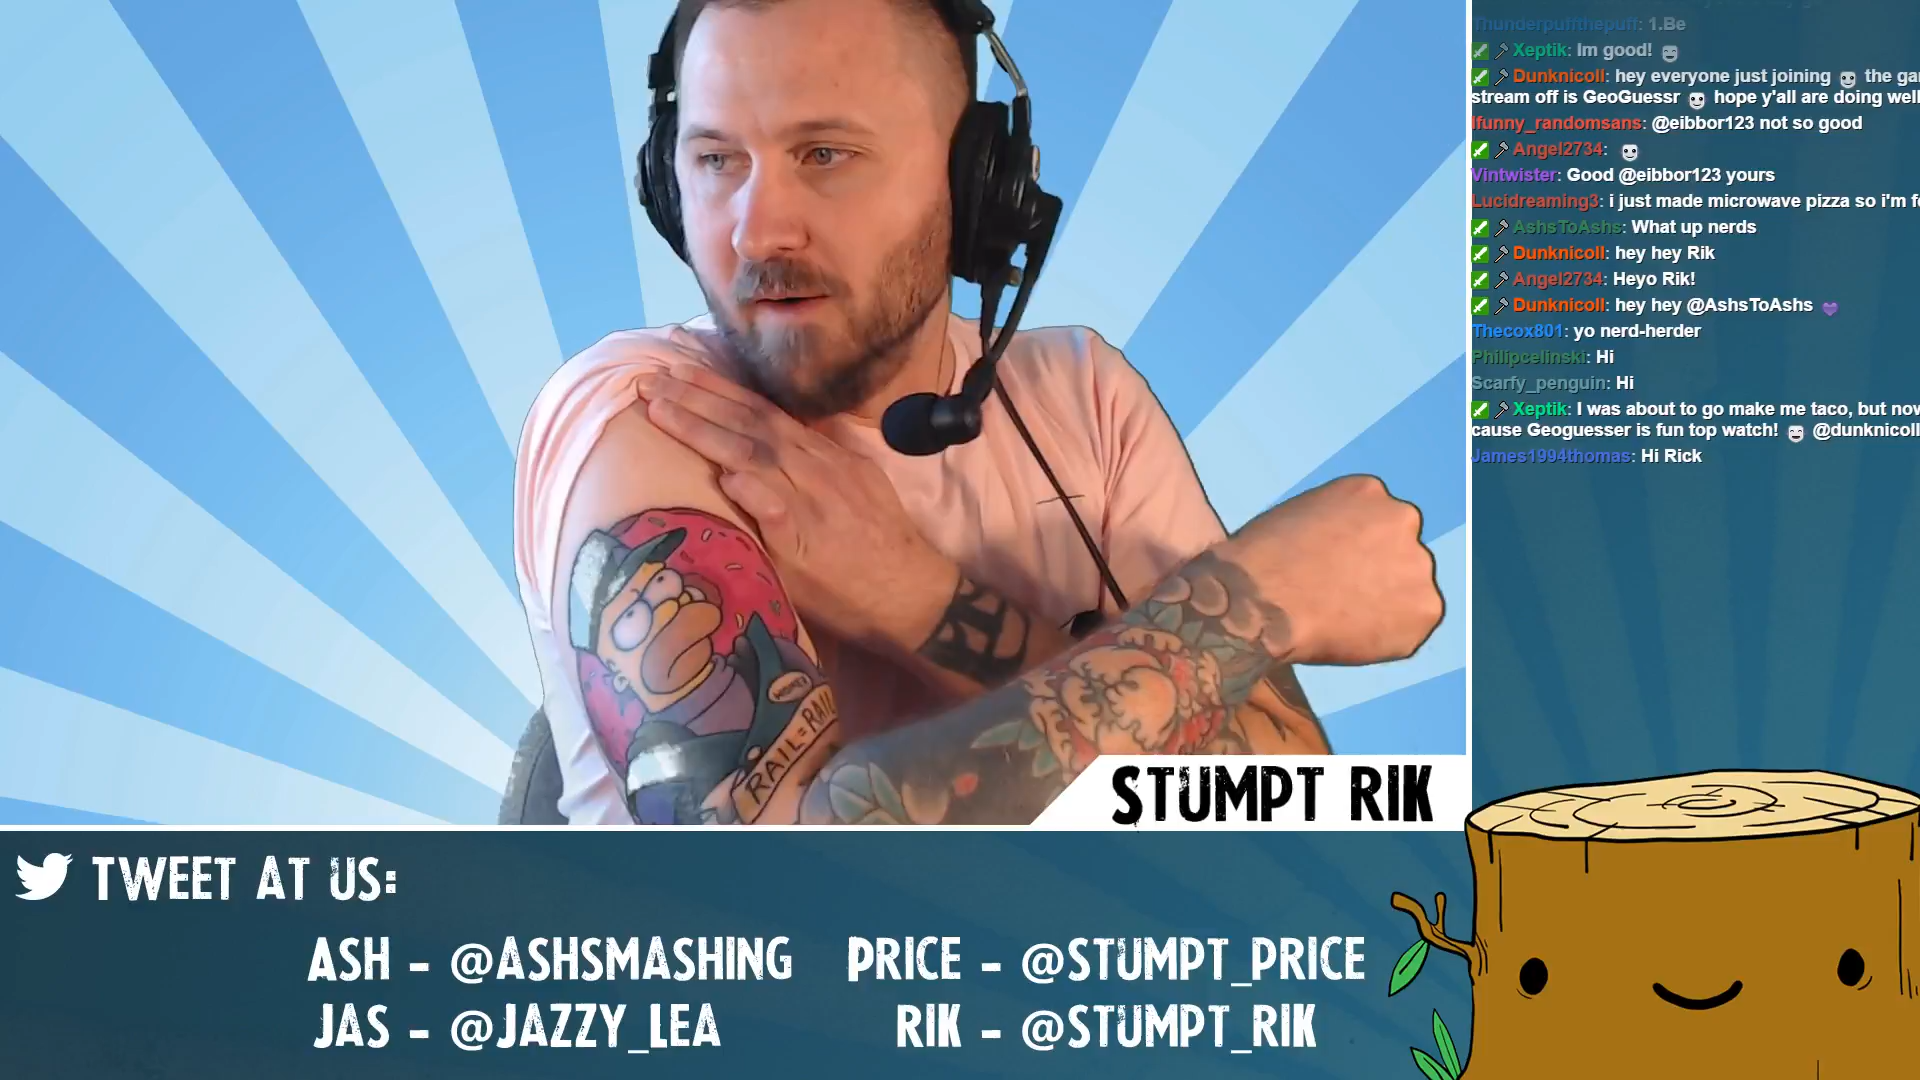 Thunderpuffthepuff: 1.Be
Xeptik: Im good!
Dunknicoll: hey everyone just joining the
stream off is GeoGuessr hope y'all are doing well
Ifunny_randomsans: @eibbor123 not so good
Angel2734:
Vintwister: Good @eibbor123 yours
Lucidreaming3: i just made microwave pizza so i'm
AshsToAshs: What up nerds
Dunknicoll: hey hey Rik
Angel2734: Heyo Rik!
Dunknicoll: hey hey @AshsToAshs
Thecox801: yo nerd-herder
Philipcelinski: Hi
Scarfy_penguin: Hi
Xeptik: I was about to go make me taco, but now
cause Geoguesser is fun top watch! @dunknicoll
James1994thomas: Hi Rick
RAIL=RAIL
STUMPT RIK
TWEET AT US:
ASH - @ASHSMASHING PRICE - @STUMPT_PRICE
JAS - @JAZZY_LEA RIK - @STUMPT_RIK